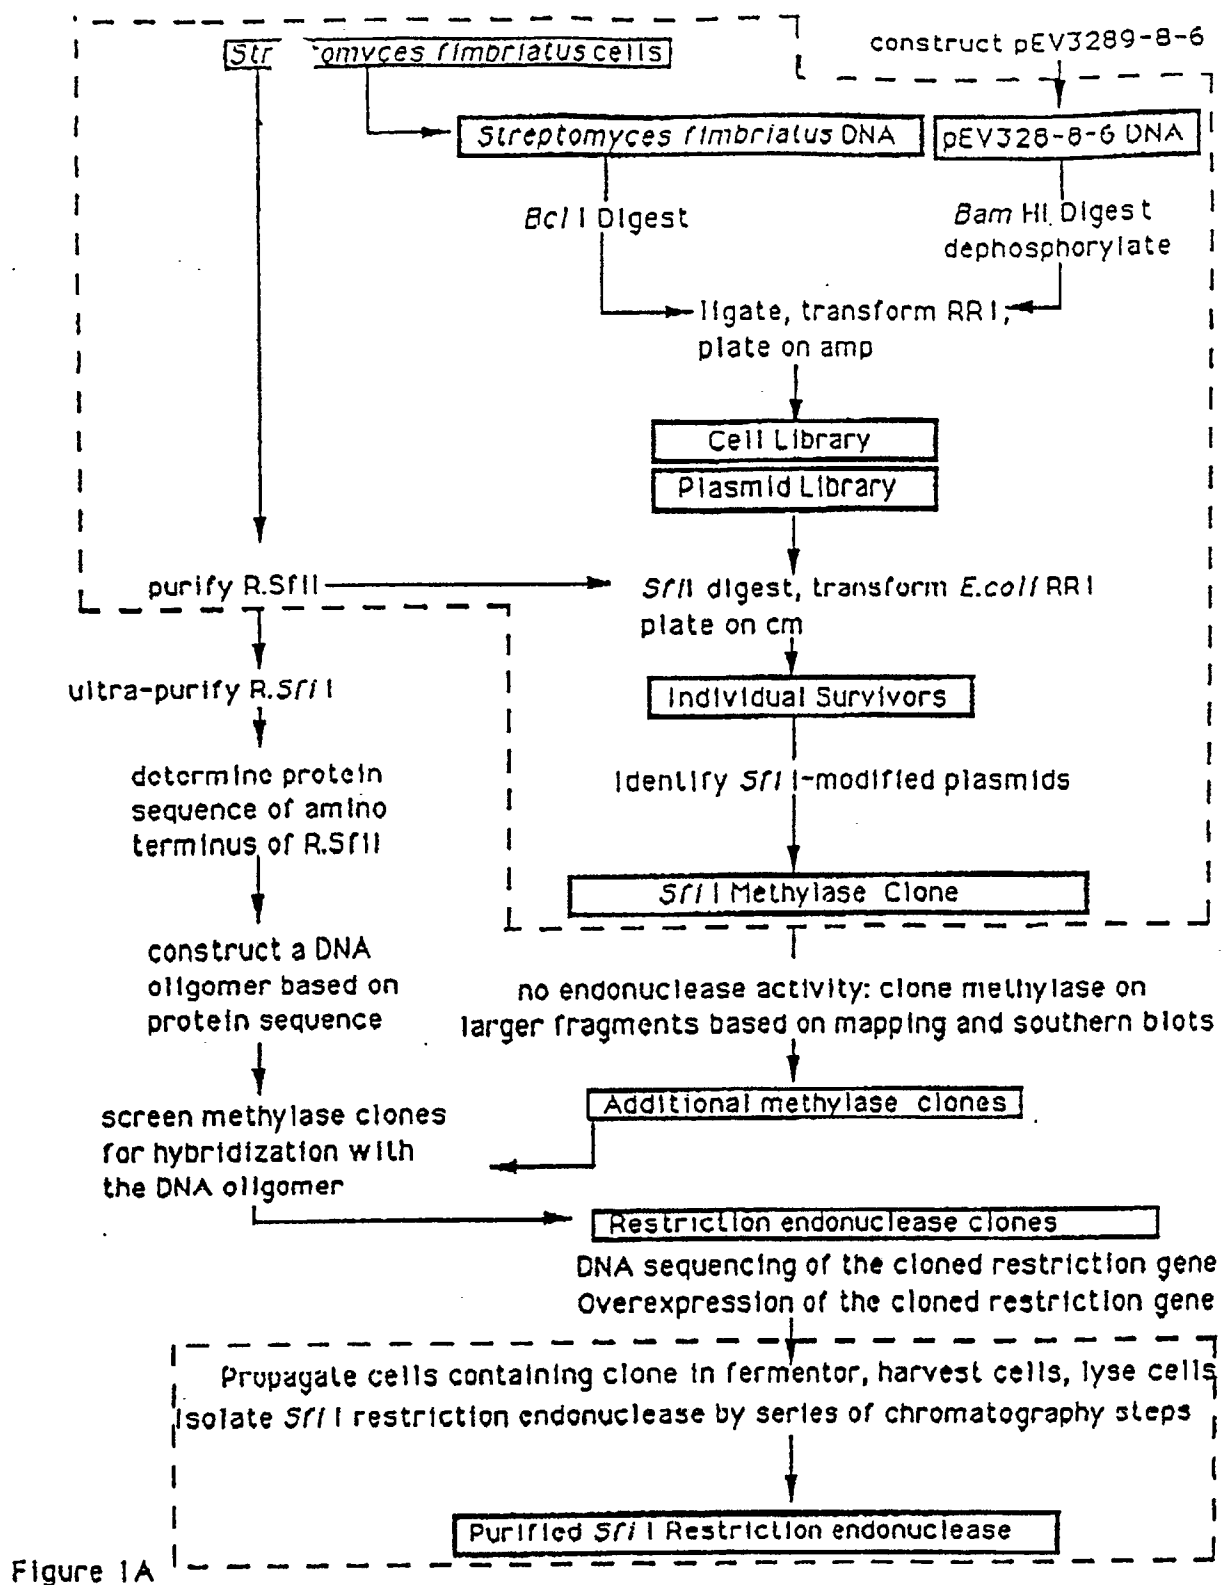 Str omyces fimbriatus cells
construct pEV3289-8-6
Streptomyces fimbriatus DNA
pEV328-8-6 DNA
Bcl I Digest
Bam HI Digest
dephosphorylate
ligate, transform RR1,
plate on amp
Cell Library
Plasmid Library
purify R.SfiI
SfiI digest, transform E.coli RR1
plate on cm
ultra-purify R.Sfi I
Individual Survivors
determine protein
sequence of amino
terminus of R.SfiI
identify Sfi I-modified plasmids
Sfi I Methylase Clone
construct a DNA
oligomer based on
protein sequence
no endonuclease activity: clone methylase on
larger fragments based on mapping and southern blots
Additional methylase clones
screen methylase clones
for hybridization with
the DNA oligomer
Restriction endonuclease clones
DNA sequencing of the cloned restriction gene
Overexpression of the cloned restriction gene
Propagate cells containing clone in fermentor, harvest cells, lyse cells
Isolate Sfi I restriction endonuclease by series of chromatography steps
Purified Sfi I Restriction endonuclease
Figure 1A